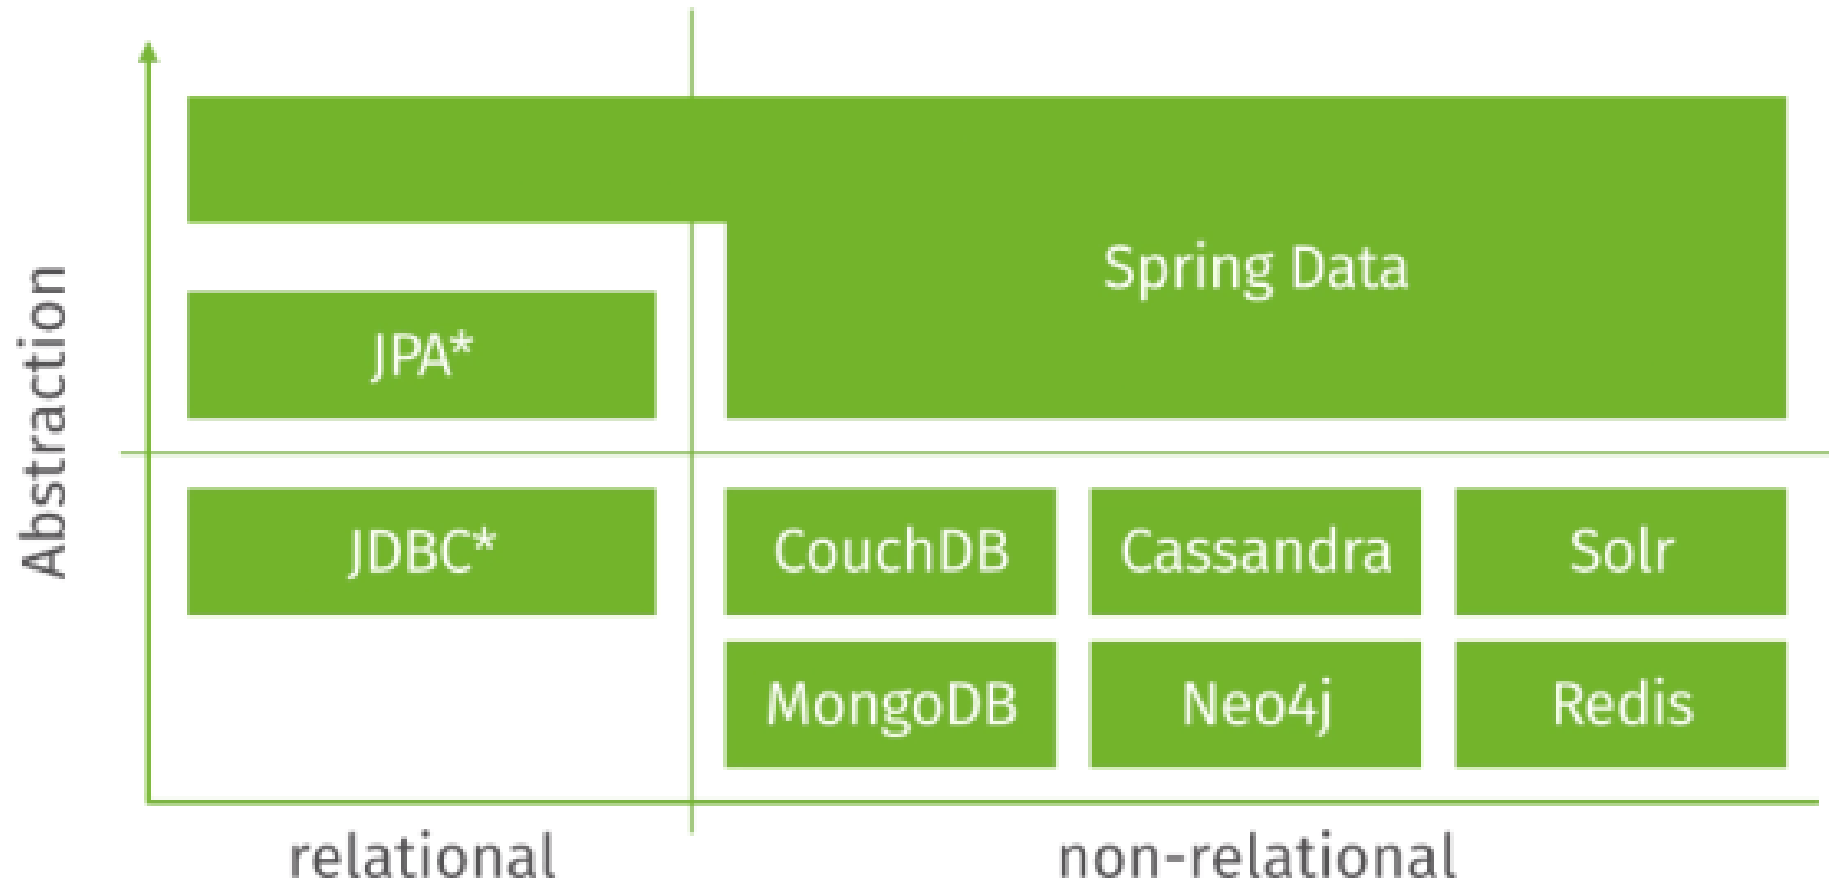 Abstraction
Spring Data
JPA*
JDBC*
CouchDB
Cassandra
Solr
MongoDB
Neo4j
Redis
relational
non-relational